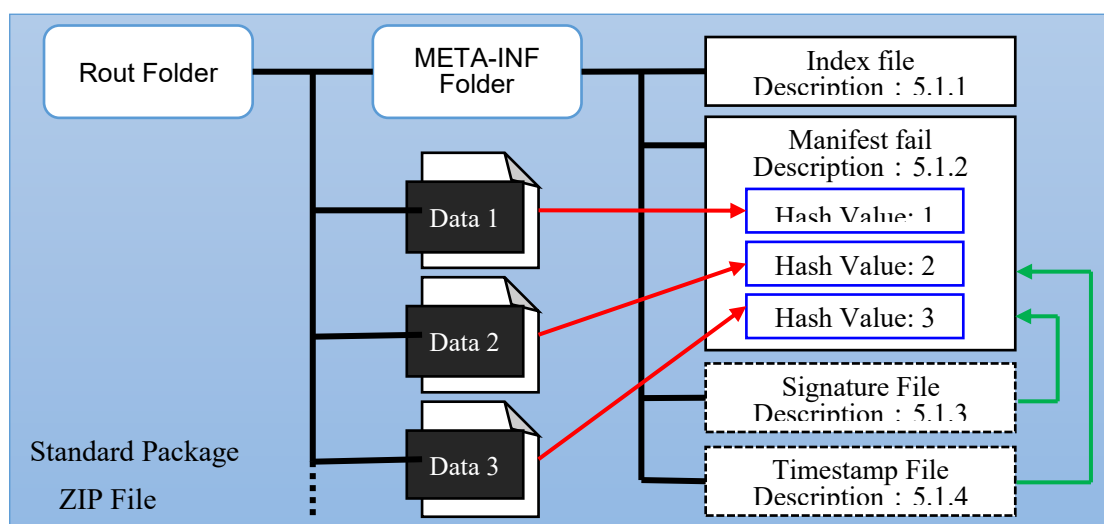 Rout Folder
META-INF
Folder
Index file
Description：5.1.1
Manifest fail
Description：5.1.2
Data 1
Hash Value: 1
Hash Value: 2
Data 2
Hash Value: 3
Signature File
Description：5.1.3
Data 3
Standard Package
ZIP File
Timestamp File
Description：5.1.4